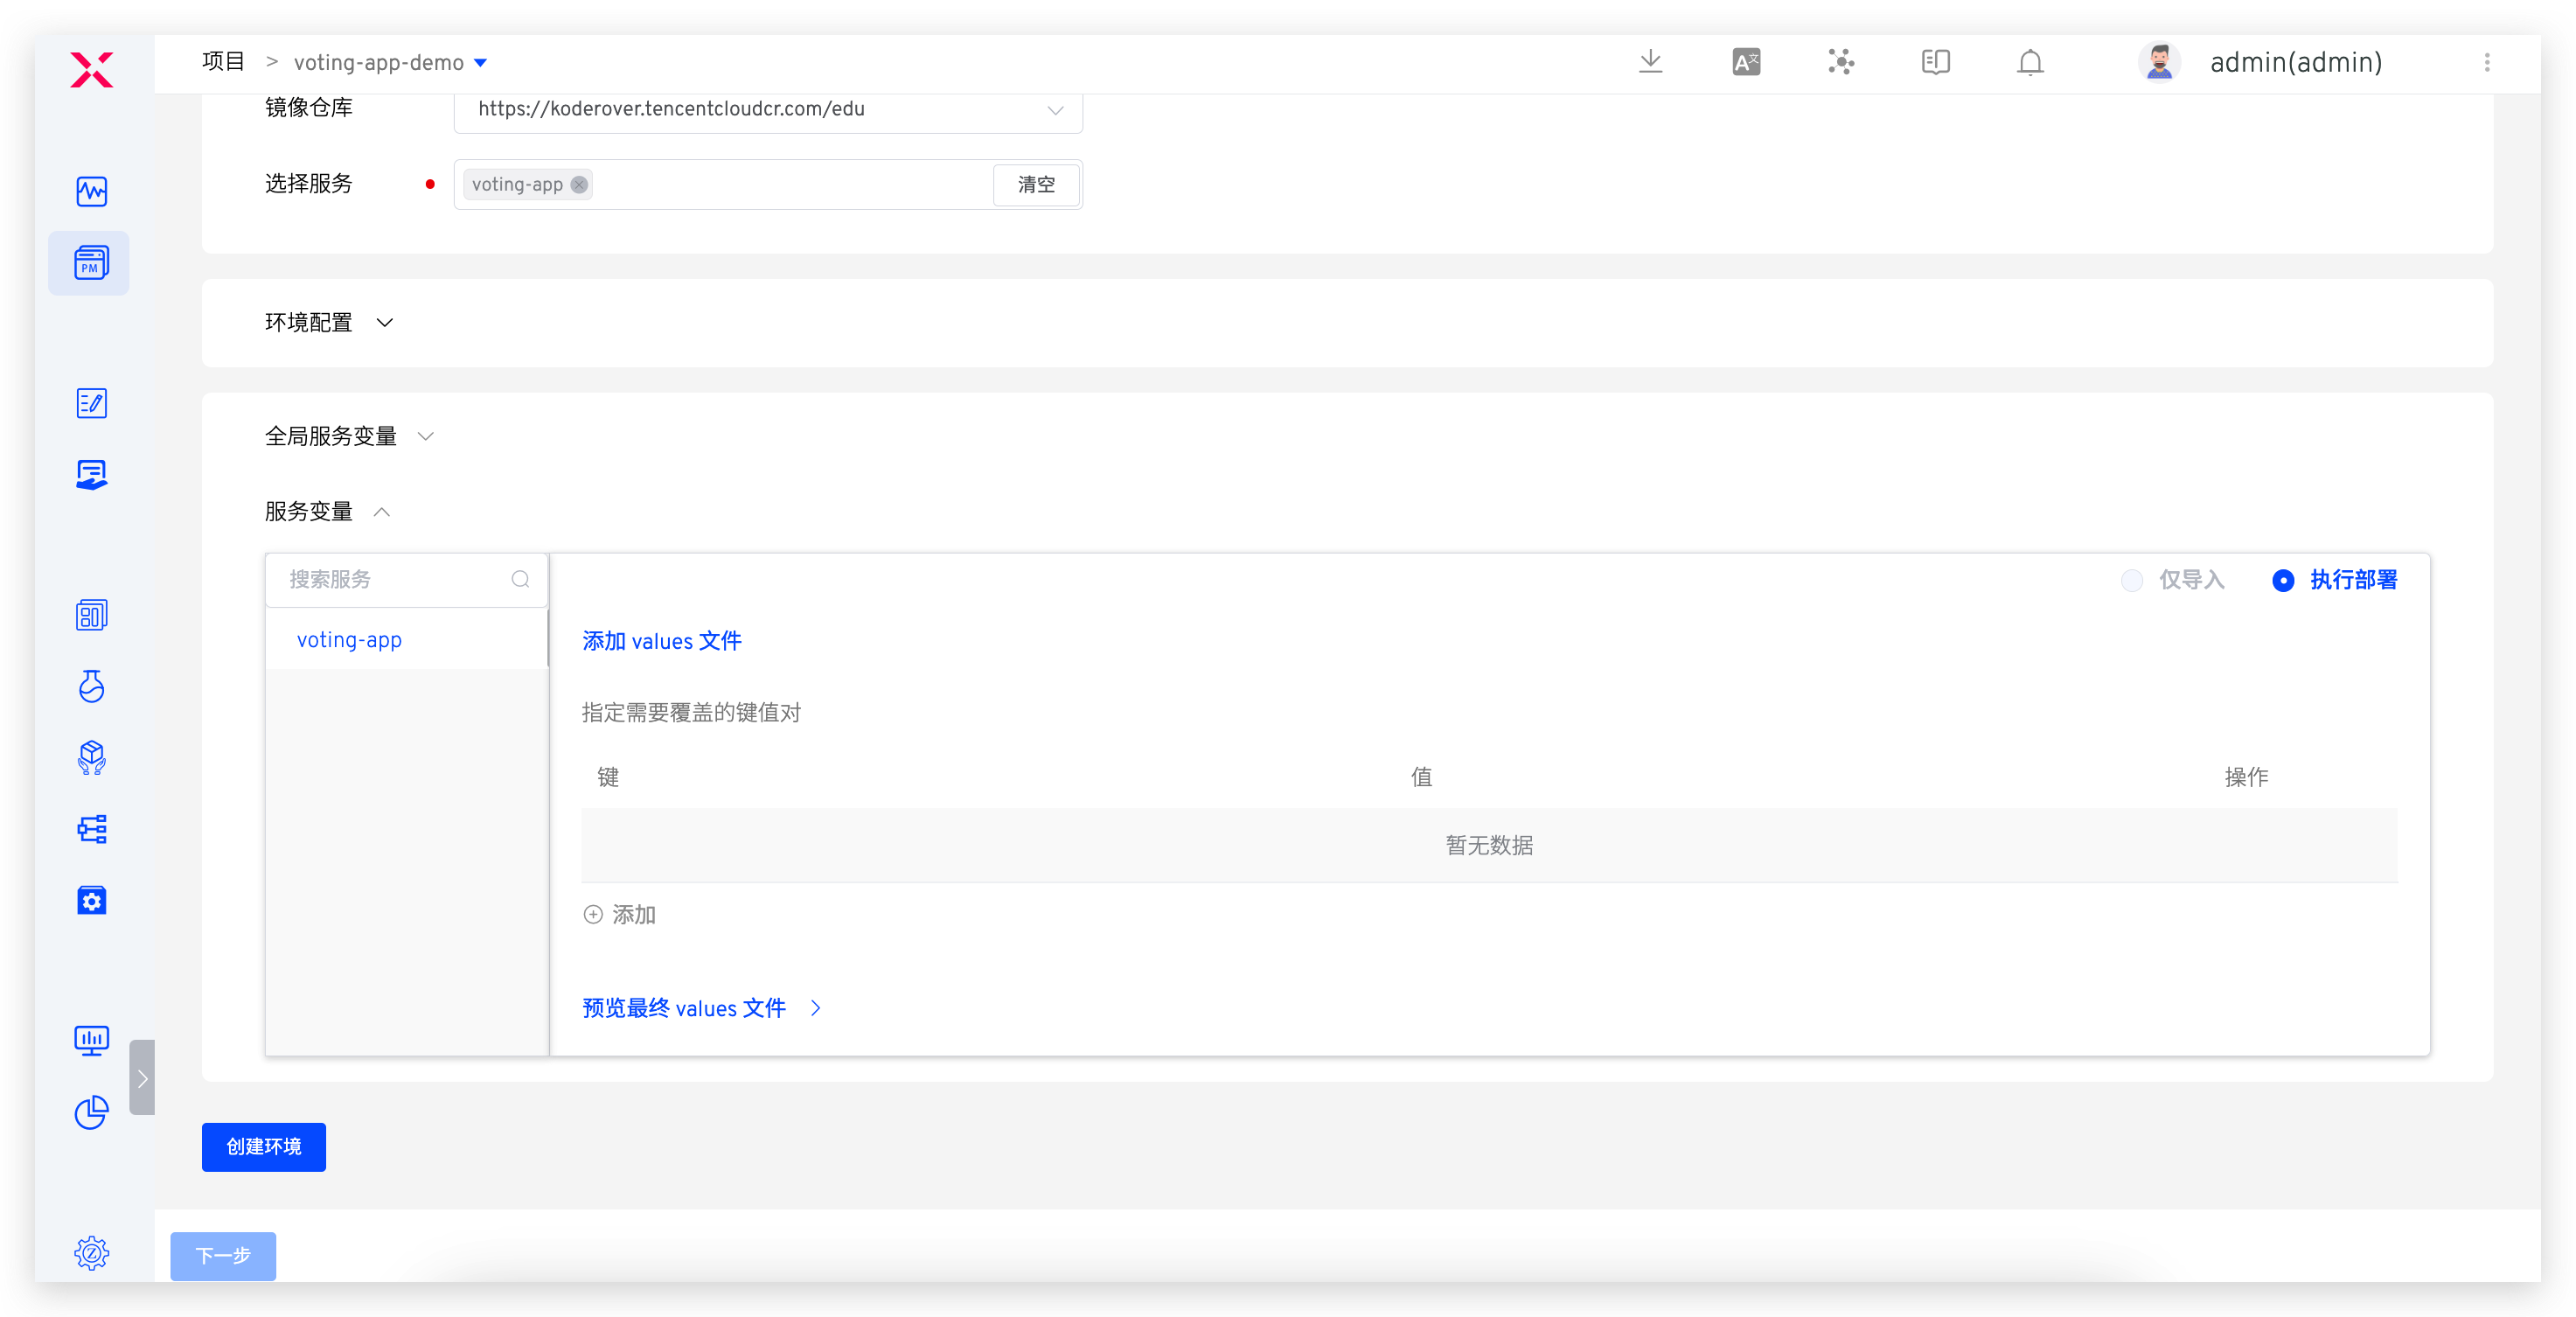 项目 > voting-app-demo
admin(admin)
镜像仓库
https://koderover.tencentcloudcr.com/edu
选择服务
voting-app
清空
PM
环境配置
全局服务变量
服务变量
搜索服务
仅导入
执行部署
voting-app
添加 values 文件
指定需要覆盖的键值对
键 值 操作
暂无数据
添加
预览最终 values 文件
创建环境
下一步